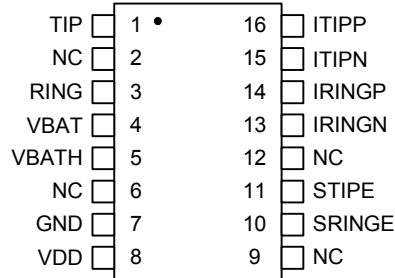 TIP 1 16 ITIPP
NC 2 15 ITIPN
RING 3 14 IRINGP
VBAT 4 13 IRINGN
VBATH 5 12 NC
NC 6 11 STIPE
GND 7 10 SRINGE
VDD 8 9 NC